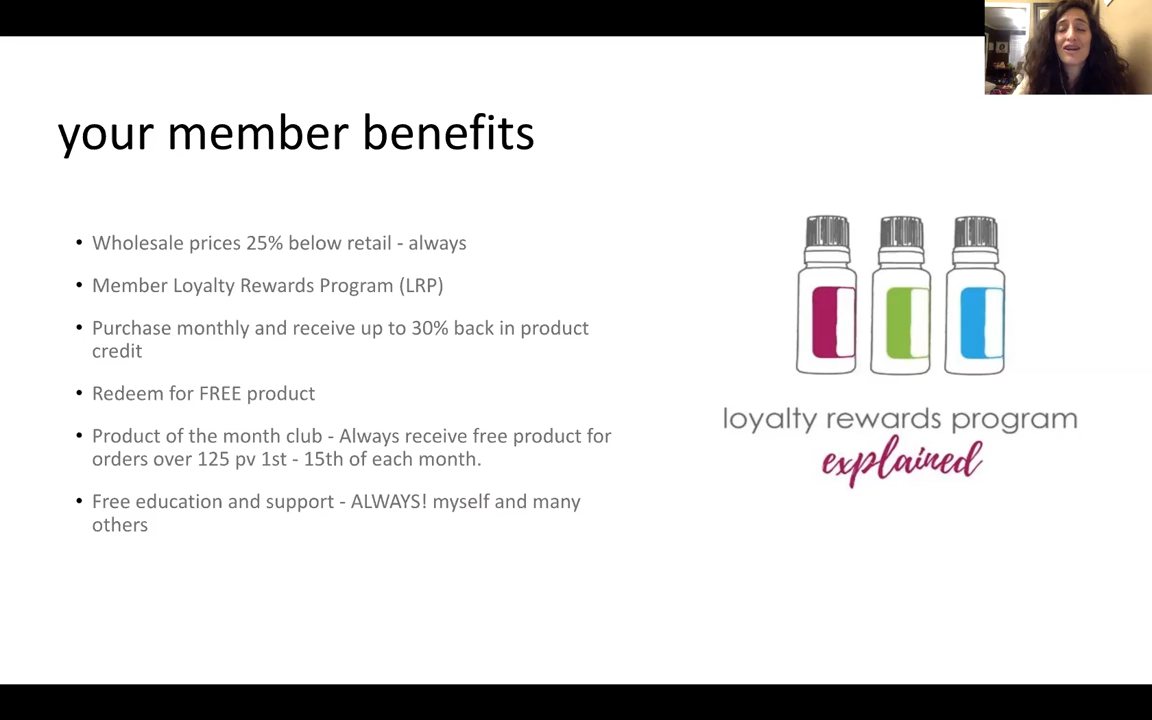 your member benefits
• Wholesale prices 25% below retail - always
• Member Loyalty Rewards Program (LRP)
• Purchase monthly and receive up to 30% back in product
credit
• Redeem for FREE product
• Product of the month club - Always receive free product for
orders over 125 pv 1st - 15th of each month.
• Free education and support - ALWAYS! myself and many
others
loyalty rewards program
explained